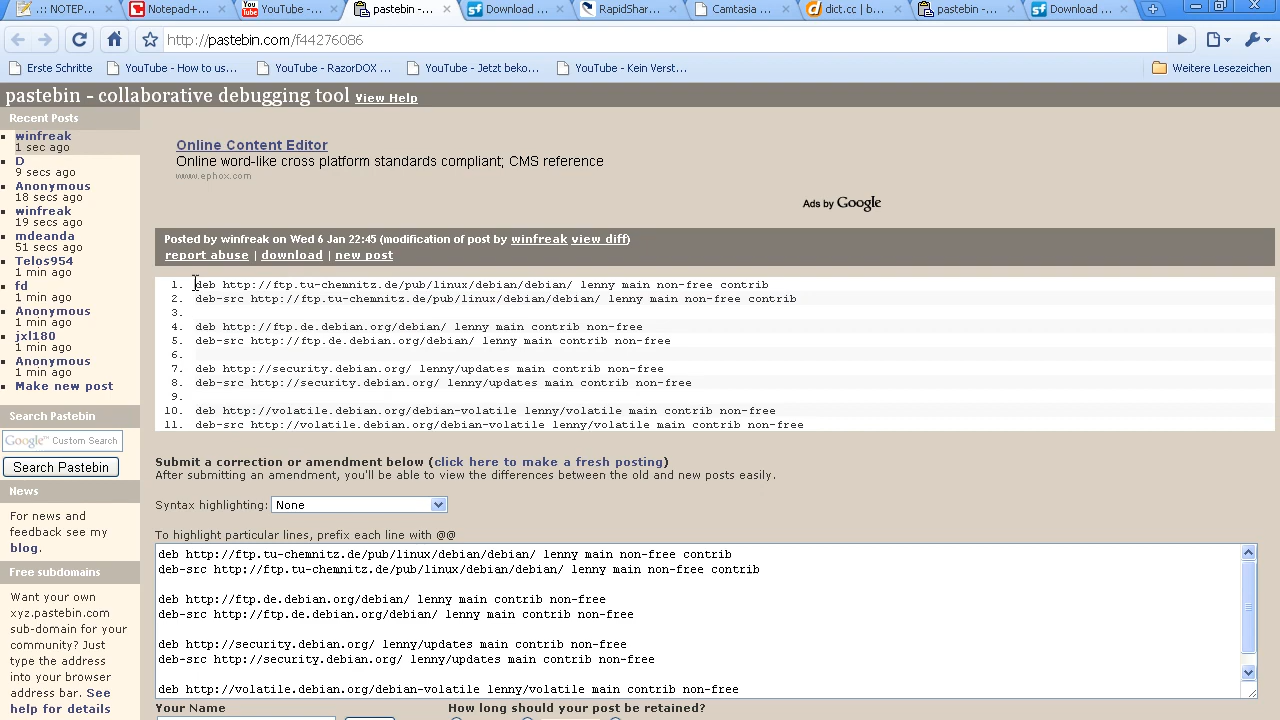 .:: NOTEP...
Notepad+...
YouTube -...
pastebin -...
Download ...
RapidShar...
Camtasia ...
dict.cc | b...
pastebin -...
Download ...
http://pastebin.com/f44276086
Erste Schritte
YouTube - How to us...
YouTube - RazorDOX ...
YouTube - Jetzt beko...
YouTube - Kein Verst...
Weitere Lesezeichen
pastebin - collaborative debugging tool View Help
Recent Posts
winfreak
1 sec ago
D
9 secs ago
Anonymous
18 secs ago
winfreak
19 secs ago
mdeanda
51 secs ago
Telos954
1 min ago
fd
1 min ago
Anonymous
1 min ago
jxl180
1 min ago
Anonymous
1 min ago
Make new post
Search Pastebin
Google™ Custom Search
Search Pastebin
News
For news and
feedback see my
blog.
Free subdomains
Want your own
xyz.pastebin.com
sub-domain for your
community? Just
type the address
into your browser
address bar. See
help for details
Online Content Editor
Online word-like cross platform standards compliant; CMS reference
www.ephox.com
Ads by Google
Posted by winfreak on Wed 6 Jan 22:45 (modification of post by winfreak view diff)
report abuse | download | new post
1. deb http://ftp.tu-chemnitz.de/pub/linux/debian/debian/ lenny main non-free contrib
2. deb-src http://ftp.tu-chemnitz.de/pub/linux/debian/debian/ lenny main non-free contrib
3.
4. deb http://ftp.de.debian.org/debian/ lenny main contrib non-free
5. deb-src http://ftp.de.debian.org/debian/ lenny main contrib non-free
6.
7. deb http://security.debian.org/ lenny/updates main contrib non-free
8. deb-src http://security.debian.org/ lenny/updates main contrib non-free
9.
10. deb http://volatile.debian.org/debian-volatile lenny/volatile main contrib non-free
11. deb-src http://volatile.debian.org/debian-volatile lenny/volatile main contrib non-free
Submit a correction or amendment below (click here to make a fresh posting)
After submitting an amendment, you'll be able to view the differences between the old and new posts easily.
Syntax highlighting: None
To highlight particular lines, prefix each line with @@
deb http://ftp.tu-chemnitz.de/pub/linux/debian/debian/ lenny main non-free contrib
deb-src http://ftp.tu-chemnitz.de/pub/linux/debian/debian/ lenny main non-free contrib
deb http://ftp.de.debian.org/debian/ lenny main contrib non-free
deb-src http://ftp.de.debian.org/debian/ lenny main contrib non-free
deb http://security.debian.org/ lenny/updates main contrib non-free
deb-src http://security.debian.org/ lenny/updates main contrib non-free
deb http://volatile.debian.org/debian-volatile lenny/volatile main contrib non-free
Your Name
How long should your post be retained?